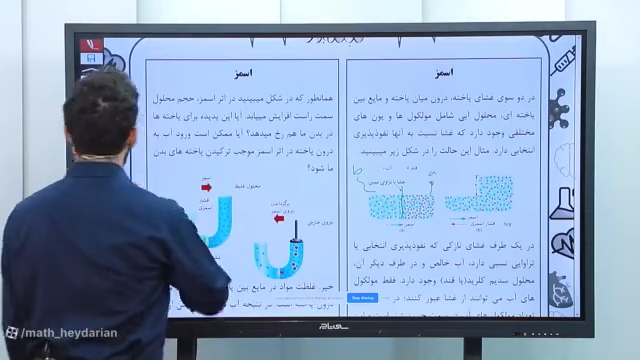 اسمز
در دو سوی غشای یاخته، درون میان یاخته و مایع بین
یاخته ای، محلول آبی شامل مولکول ها و یون های
مختلفی وجود دارد که غشا نسبت به آنها نفوذپذیری
انتخابی دارد. مثال این حالت را در شکل زیر میبینید
b
a
(a)
(b)
در یک طرف غشای نازکی که نفوذپذیری انتخابی یا
تراوایی نسبی دارد، آب خالص و در طرف دیگر آن،
محلول سدیم کلرید(یا قند) وجود دارد. فقط مولکول
های آب می توانند از غشا عبور کنند؛ در
اسمز
همانطور که در شکل میبینید در اثر اسمز، حجم محلول
سمت راست افزایش میابد. آیا این پدیده برای یاخته ها
در بدن ما هم رخ میدهد؟ آیا ممکن است ورود آب به
درون یاخته در اثر اسمز موجب ترکیدن یاخته های بدن
ما شود؟
اسمز
محلول غلیظ
فشار
اسمزی
برگرداندن
نیروی اسمز
نیروی خارجی
خیر، غلظت مواد در مایع بین
Stop sharing
/math_heydarian